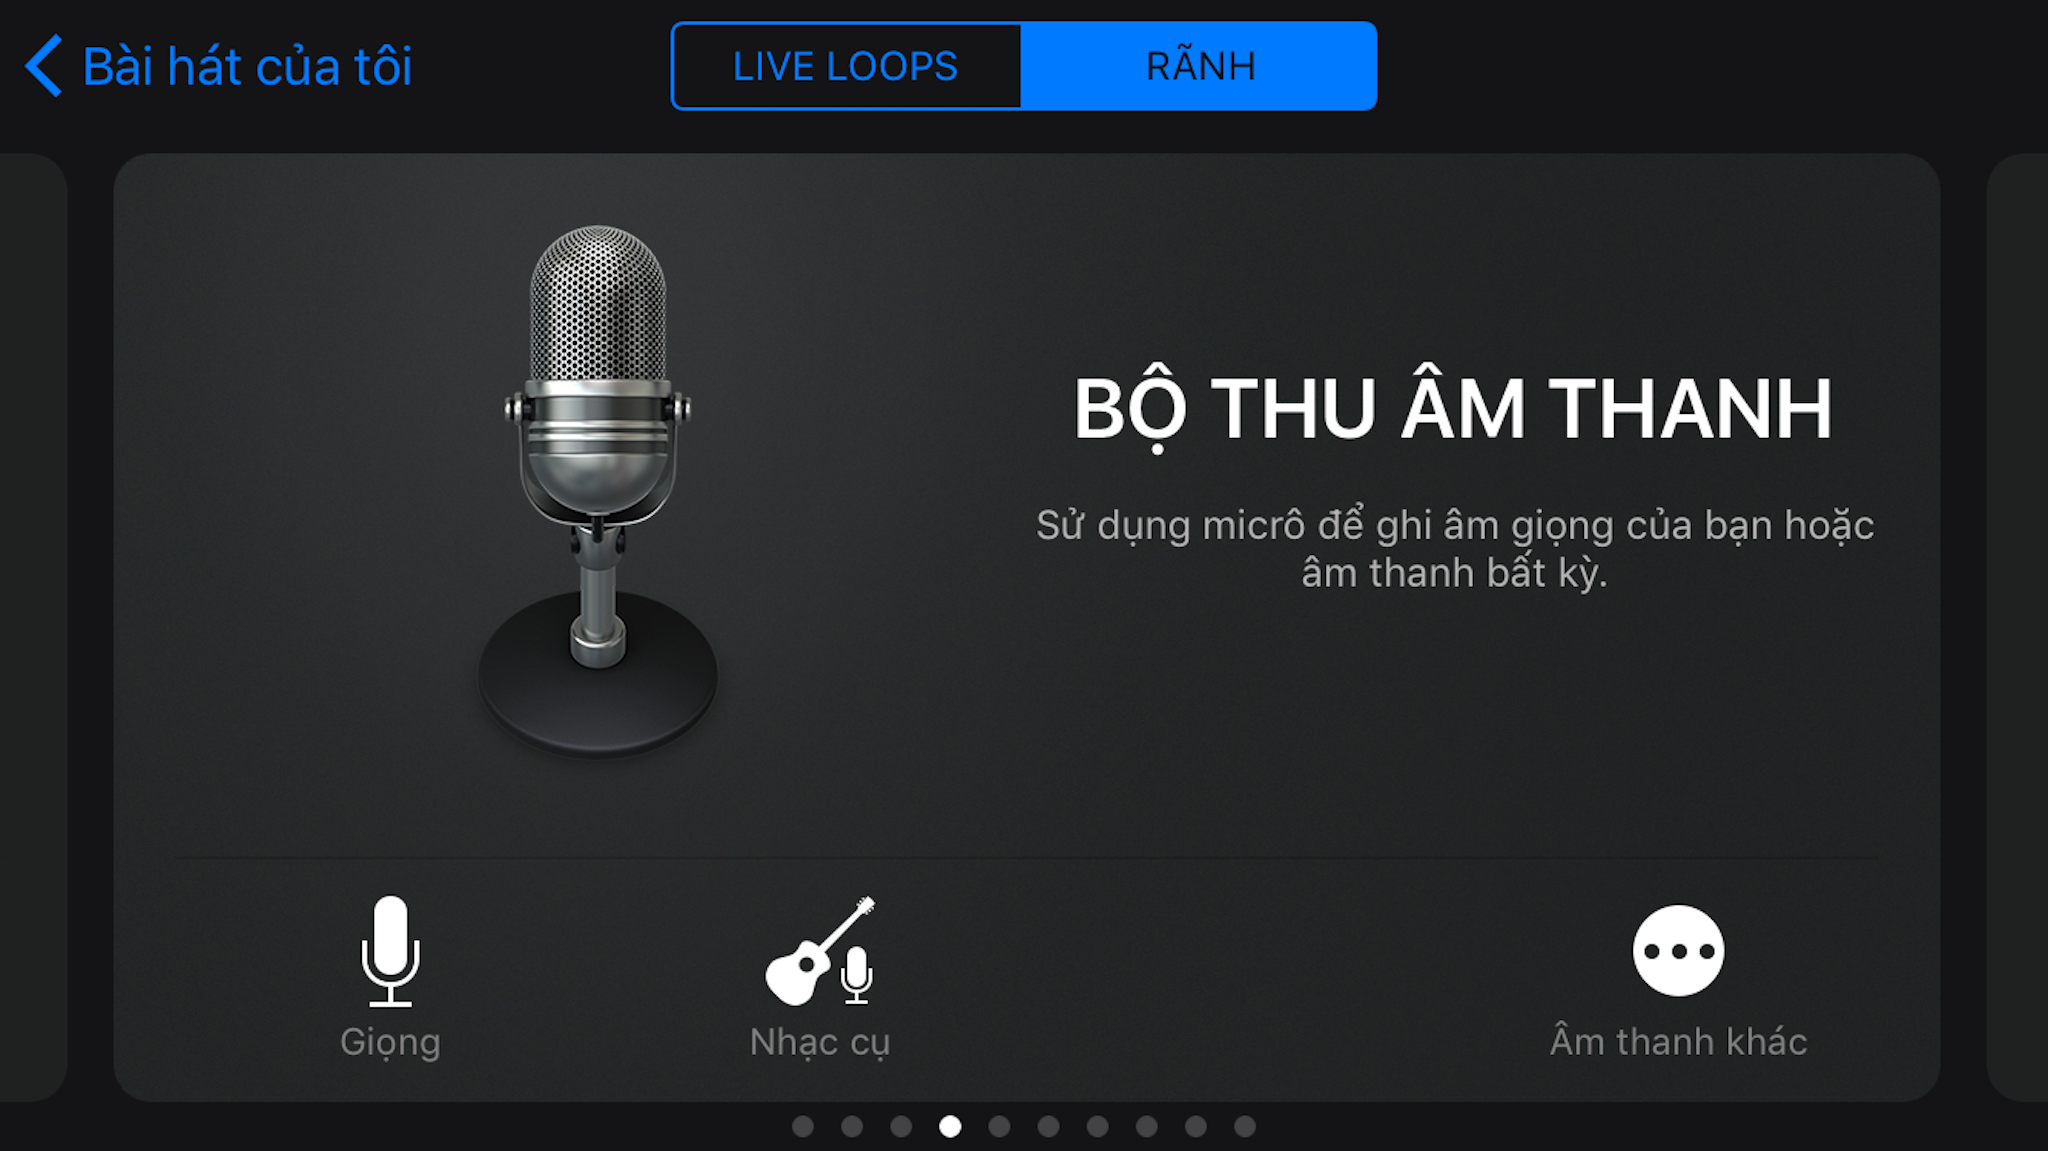 Bài hát của tôi
LIVE LOOPS
RÃNH
BỘ THU ÂM THANH
Sử dụng micrô để ghi âm giọng của bạn hoặc
âm thanh bất kỳ.
Giọng
Nhạc cụ
Âm thanh khác